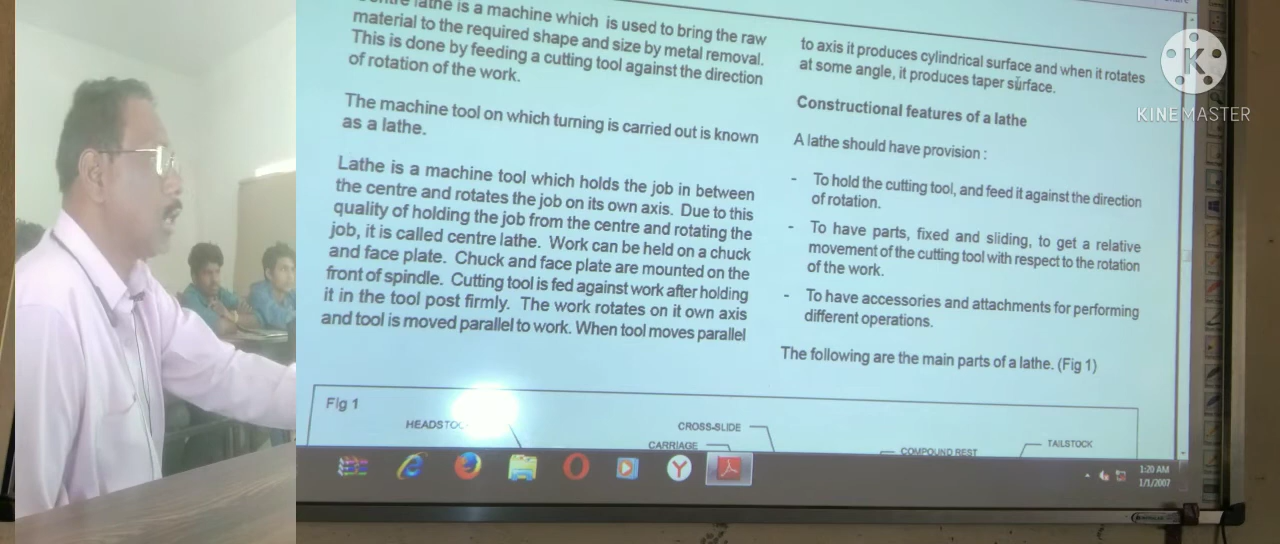 lathe is a machine which is used to bring the raw
material to the required shape and size by metal removal.
This is done by feeding a cutting tool against the direction
of rotation of the work.
The machine tool on which turning is carried out is known
as a lathe.
Lathe is a machine tool which holds the job in between
the centre and rotates the job on its own axis. Due to this
quality of holding the job from the centre and rotating the
job, it is called centre lathe. Work can be held on a chuck
and face plate. Chuck and face plate are mounted on the
front of spindle. Cutting tool is fed against work after holding
it in the tool post firmly. The work rotates on it own axis
and tool is moved parallel to work. When tool moves parallel
to axis it produces cylindrical surface and when it rotates
at some angle, it produces taper surface.
Constructional features of a lathe
A lathe should have provision :
- To hold the cutting tool, and feed it against the direction
of rotation.
- To have parts, fixed and sliding, to get a relative
movement of the cutting tool with respect to the rotation
of the work.
- To have accessories and attachments for performing
different operations.
The following are the main parts of a lathe. (Fig 1)
Fig 1
HEADSTOC
CROSS-SLIDE
CARRIAGE
COMPOUND REST
TAILSTOCK
1:20 AM
1/1/2007
KINEMASTER